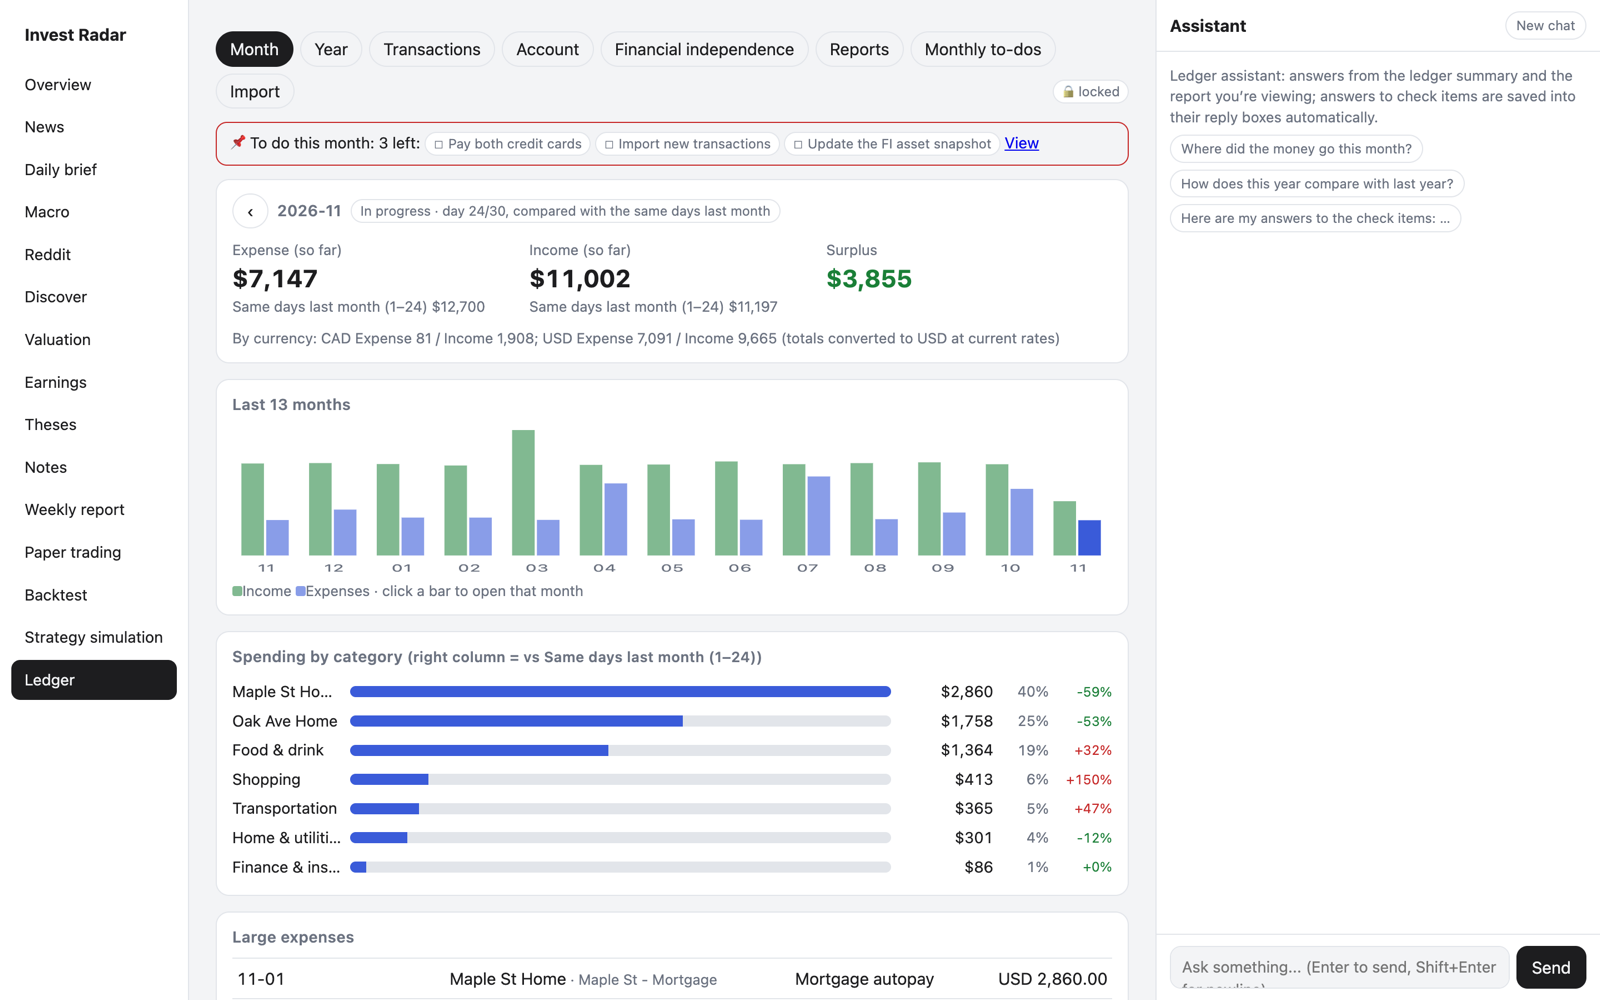 Invest Radar
Overview
News
Daily brief
Macro
Reddit
Discover
Valuation
Earnings
Theses
Notes
Weekly report
Paper trading
Backtest
Strategy simulation
Ledger
Month
Year
Transactions
Account
Financial independence
Reports
Monthly to-dos
Import
🔒 locked
📌 To do this month: 3 left: □ Pay both credit cards □ Import new transactions □ Update the FI asset snapshot View
‹ 2026-11 In progress · day 24/30, compared with the same days last month
Expense (so far) Income (so far) Surplus
$7,147 $11,002 $3,855
Same days last month (1–24) $12,700 Same days last month (1–24) $11,197
By currency: CAD Expense 81 / Income 1,908; USD Expense 7,091 / Income 9,665 (totals converted to USD at current rates)
Last 13 months
11 12 01 02 03 04 05 06 07 08 09 10 11
Income Expenses · click a bar to open that month
Spending by category (right column = vs Same days last month (1–24))
Maple St Ho... $2,860 40% -59%
Oak Ave Home $1,758 25% -53%
Food & drink $1,364 19% +32%
Shopping $413 6% +150%
Transportation $365 5% +47%
Home & utiliti... $301 4% -12%
Finance & ins... $86 1% +0%
Large expenses
11-01 Maple St Home · Maple St - Mortgage Mortgage autopay USD 2,860.00
Assistant
New chat
Ledger assistant: answers from the ledger summary and the
report you're viewing; answers to check items are saved into
their reply boxes automatically.
Where did the money go this month?
How does this year compare with last year?
Here are my answers to the check items: ...
Ask something... (Enter to send, Shift+Enter
for newline)
Send